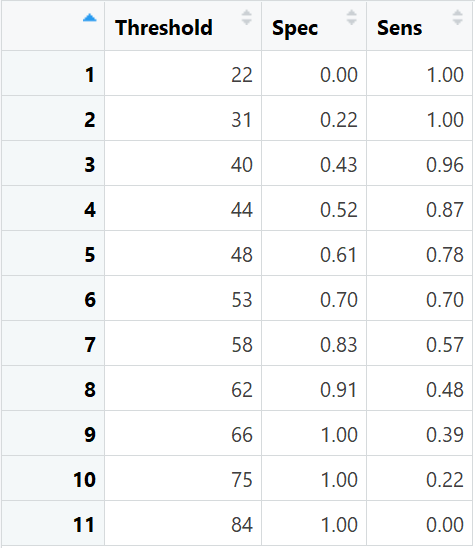 Threshold Spec Sens
1 22 0.00 1.00
2 31 0.22 1.00
3 40 0.43 0.96
4 44 0.52 0.87
5 48 0.61 0.78
6 53 0.70 0.70
7 58 0.83 0.57
8 62 0.91 0.48
9 66 1.00 0.39
10 75 1.00 0.22
11 84 1.00 0.00